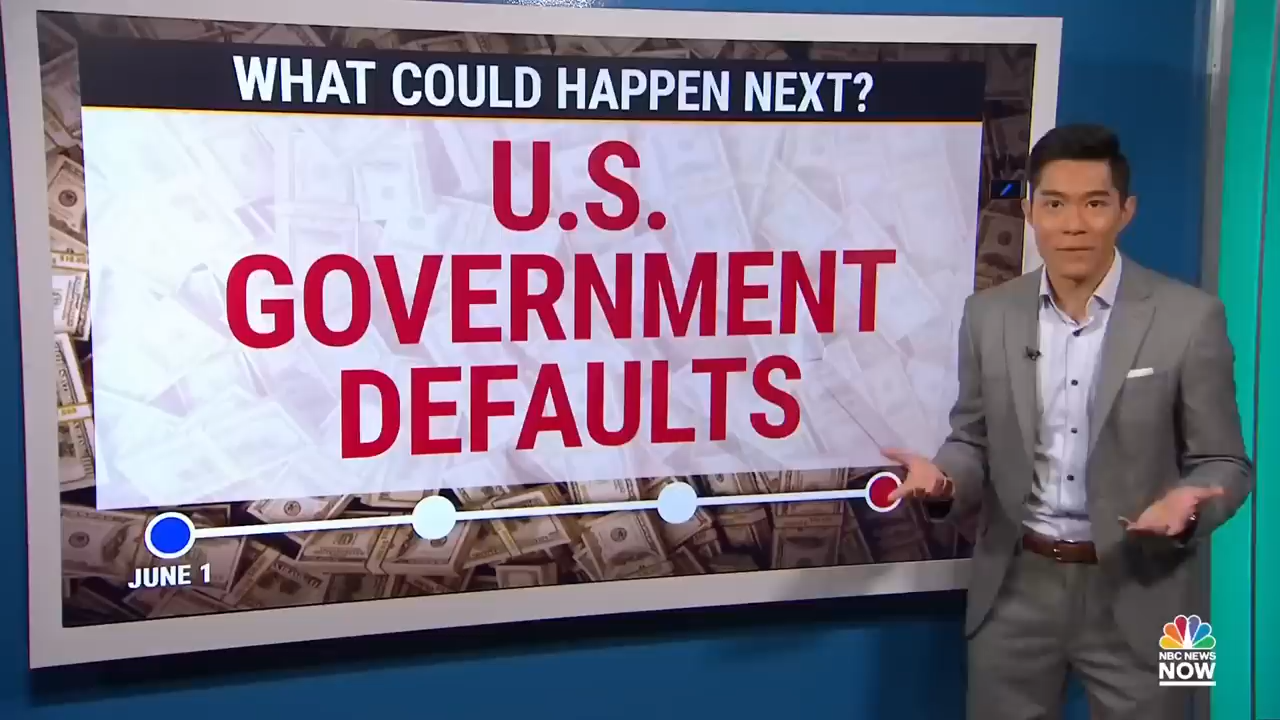 WHAT COULD HAPPEN NEXT?
U.S.
GOVERNMENT
DEFAULTS
JUNE 1
NBC NEWS
NOW